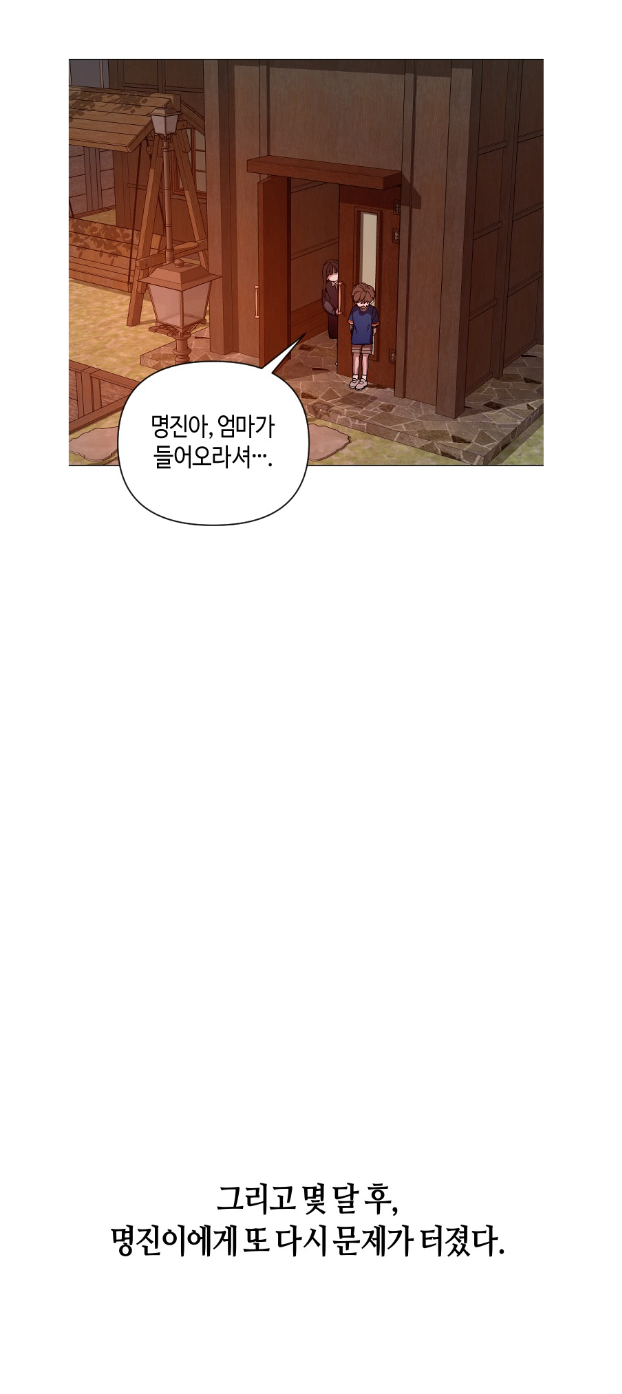 명진아, 엄마가
들어오라셔….
그리고 몇 달 후,
명진이에게 또 다시 문제가 터졌다.